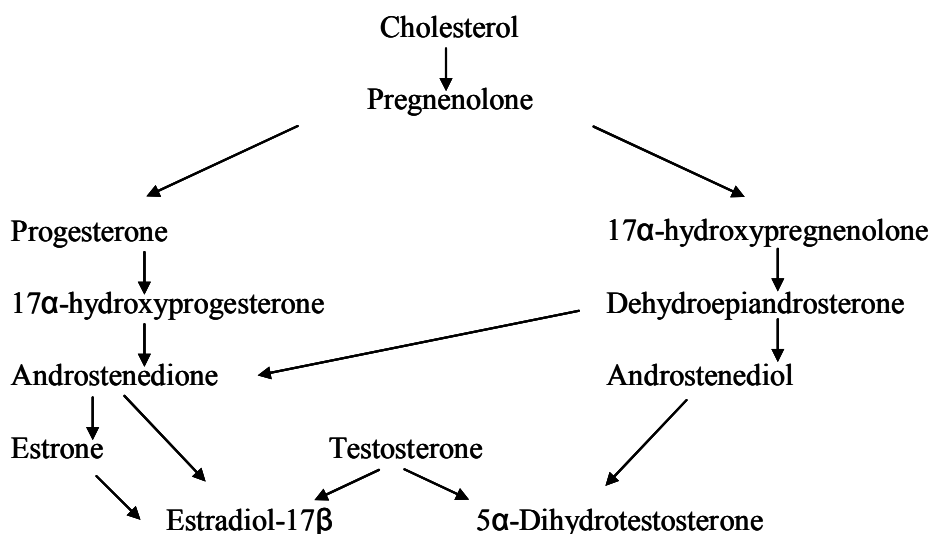 Cholesterol
Pregnenolone
Progesterone
17α-hydroxypregnenolone
17α-hydroxyprogesterone
Dehydroepiandrosterone
Androstenedione
Androstenediol
Estrone
Testosterone
Estradiol-17β
5α-Dihydrotestosterone